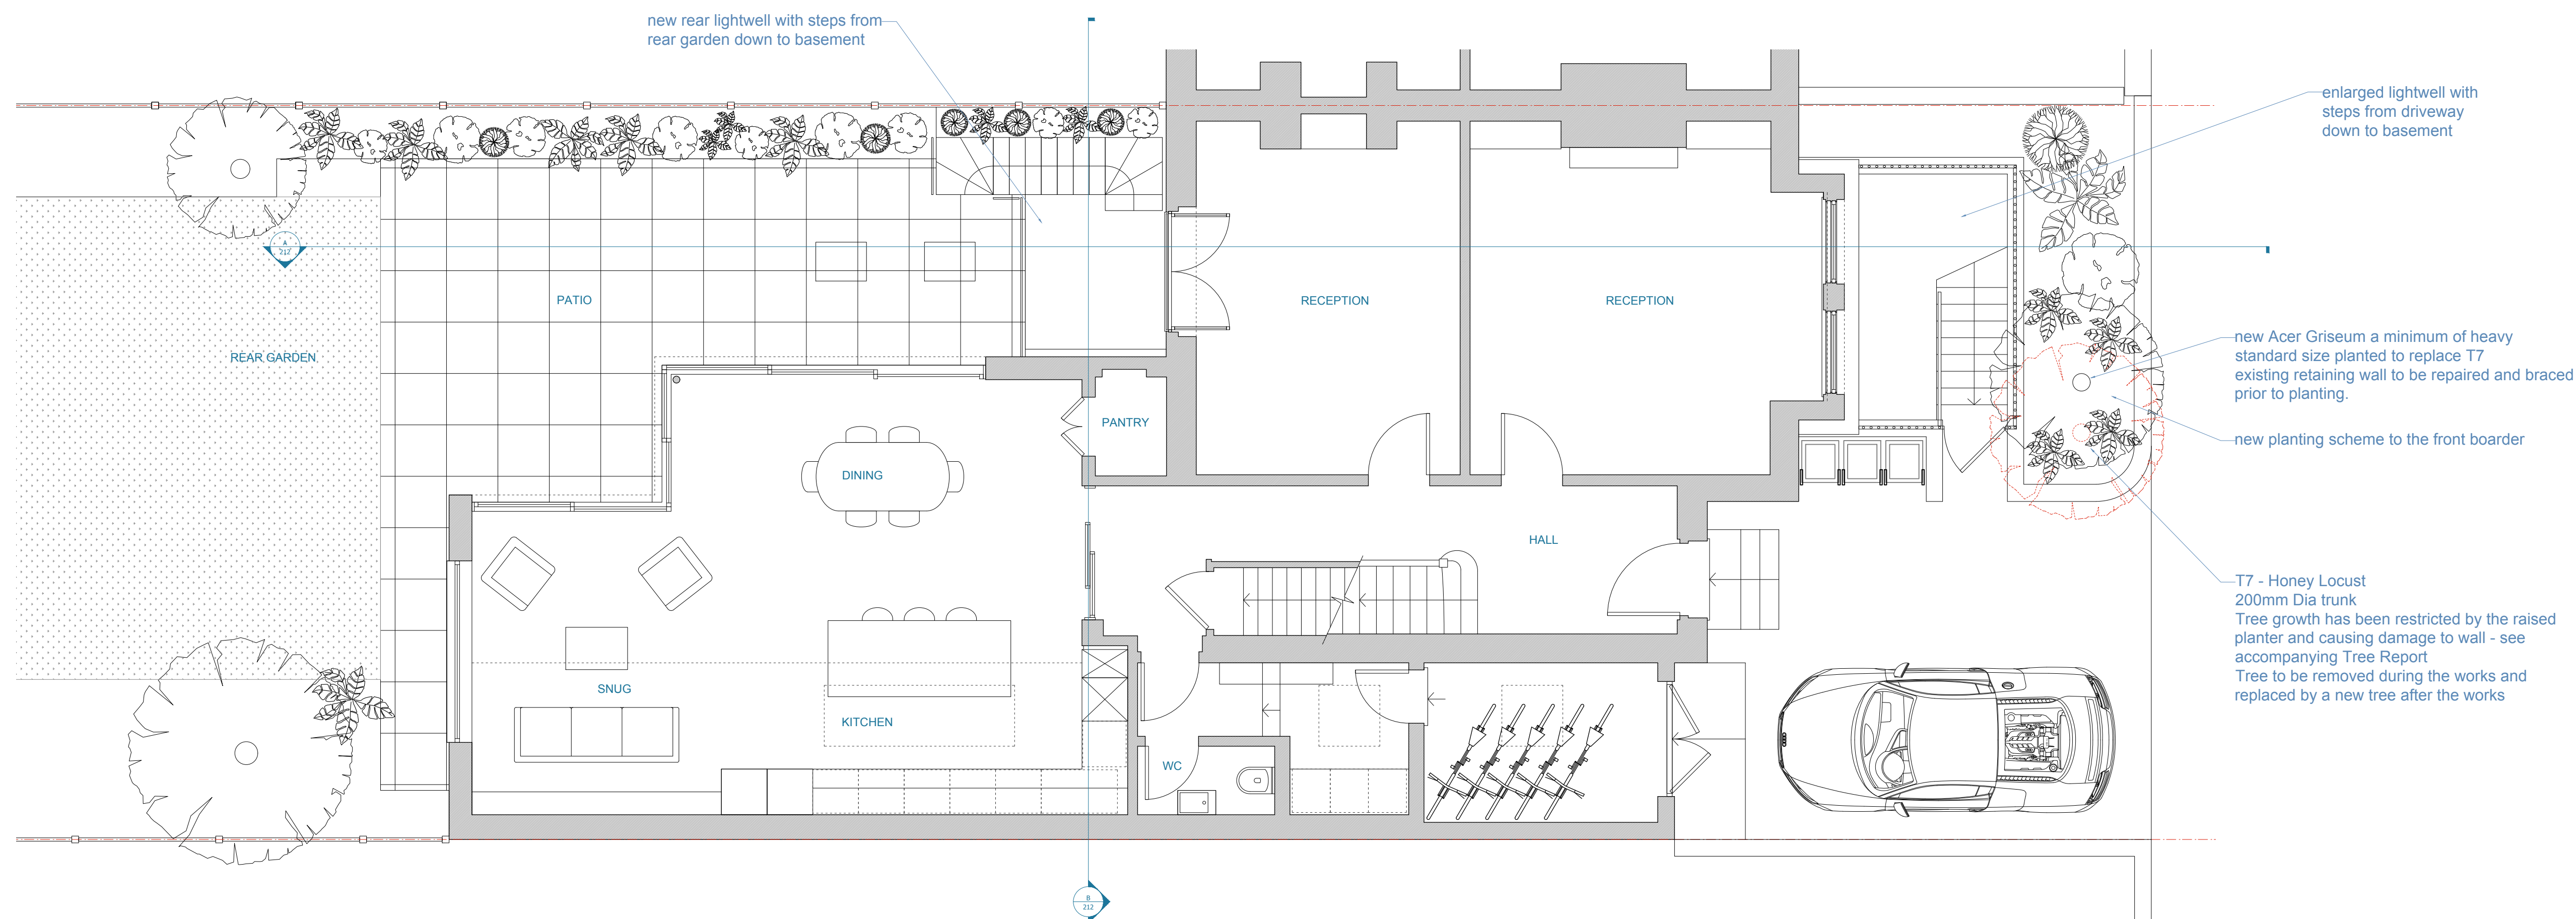 new rear lightwell with steps from
rear garden down to basement
enlarged lightwell with
steps from driveway
down to basement
A
212
PATIO
RECEPTION
RECEPTION
REAR GARDEN
new Acer Griseum a minimum of heavy
standard size planted to replace T7
existing retaining wall to be repaired and braced
prior to planting.
PANTRY
new planting scheme to the front boarder
DINING
HALL
T7 - Honey Locust
200mm Dia trunk
Tree growth has been restricted by the raised
planter and causing damage to wall - see
accompanying Tree Report
Tree to be removed during the works and
replaced by a new tree after the works
SNUG
KITCHEN
WC
B
212